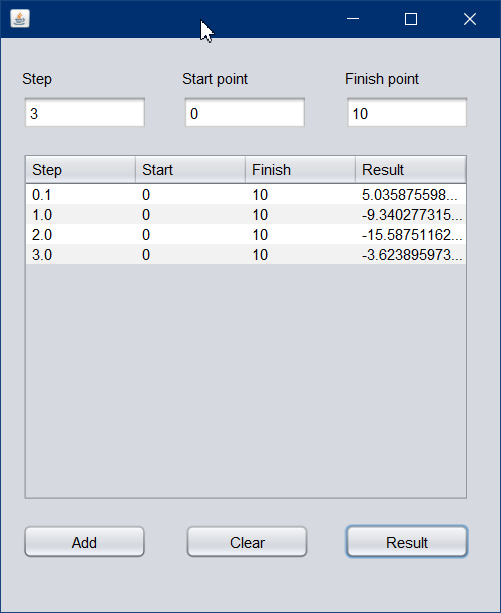 Step Start point Finish point
3 0 10
Step Start Finish Result
0.1 0 10 5.035875598...
1.0 0 10 -9.340277315...
2.0 0 10 -15.58751162...
3.0 0 10 -3.623895973...
Add Clear Result